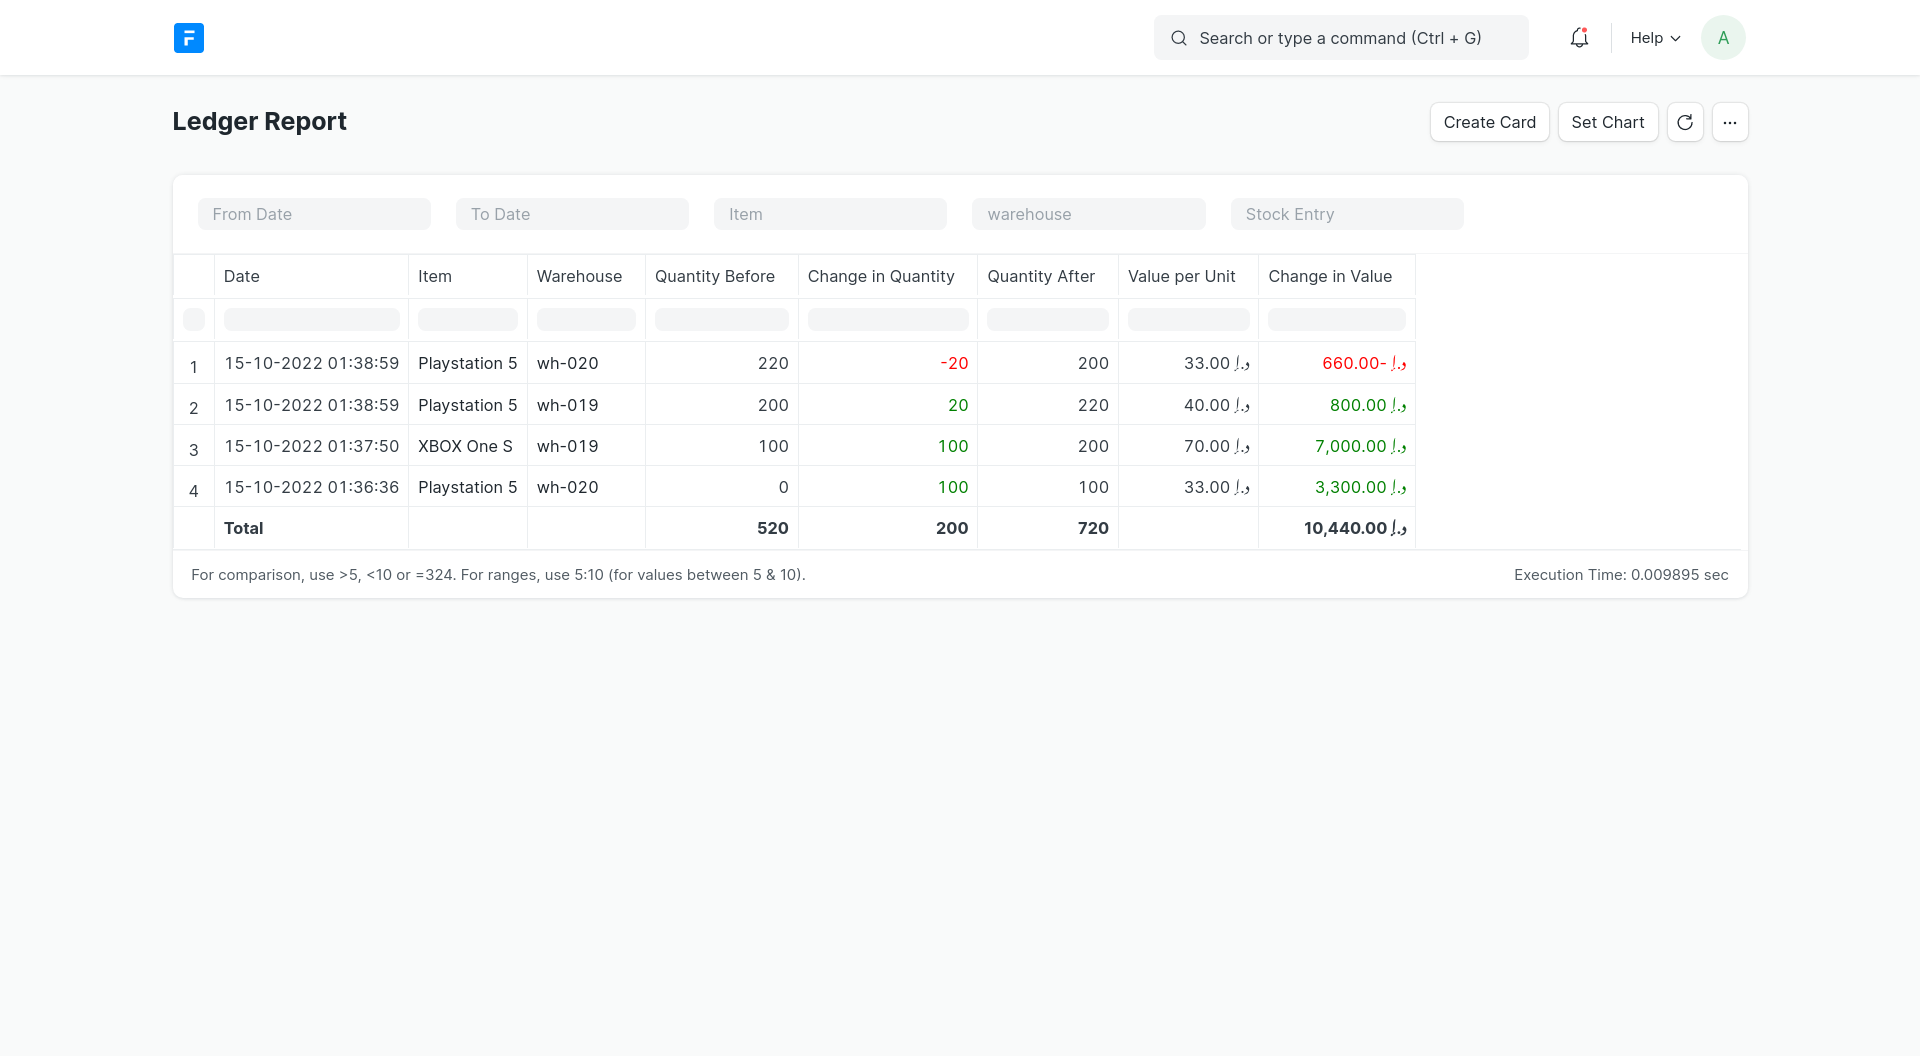 F
Search or type a command (Ctrl + G)
Help
A
Ledger Report
Create Card Set Chart ...
From Date To Date Item warehouse Stock Entry
Date Item Warehouse Quantity Before Change in Quantity Quantity After Value per Unit Change in Value
1 15-10-2022 01:38:59 Playstation 5 wh-020 220 -20 200 33.00 د.إ 660.00- د.إ
2 15-10-2022 01:38:59 Playstation 5 wh-019 200 20 220 40.00 د.إ 800.00 د.إ
3 15-10-2022 01:37:50 XBOX One S wh-019 100 100 200 70.00 د.إ 7,000.00 د.إ
4 15-10-2022 01:36:36 Playstation 5 wh-020 0 100 100 33.00 د.إ 3,300.00 د.إ
Total 520 200 720 10,440.00 د.إ
For comparison, use >5, <10 or =324. For ranges, use 5:10 (for values between 5 & 10).
Execution Time: 0.009895 sec